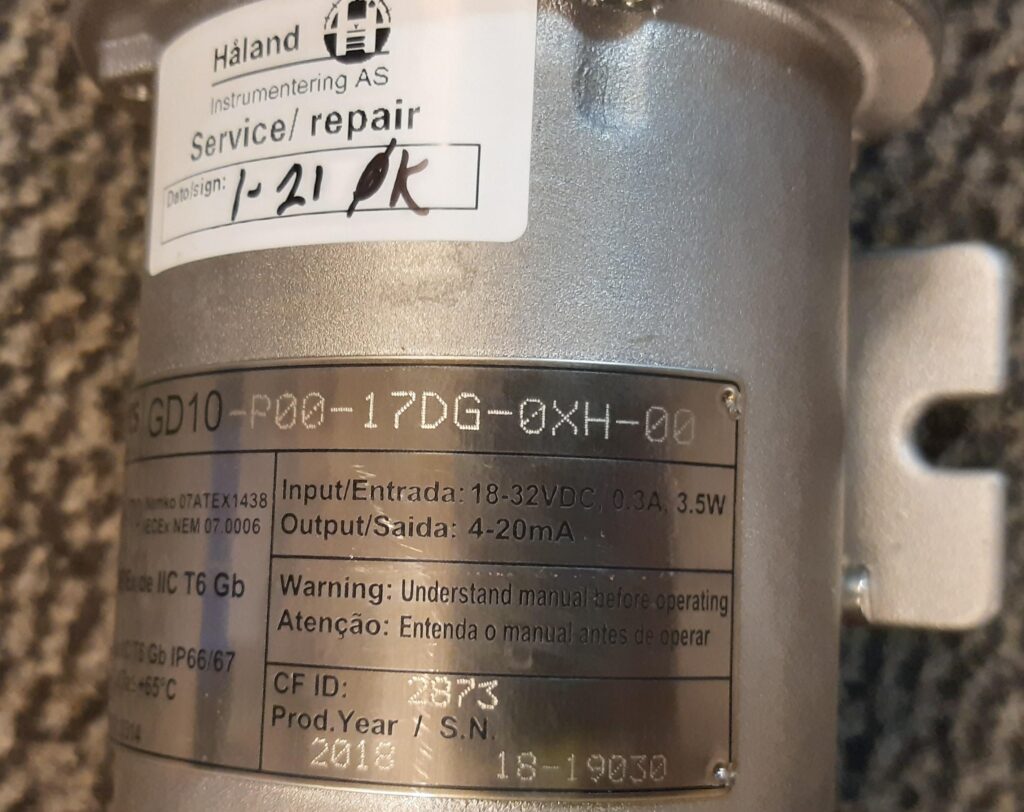 Håland
Instrumentering AS
Service/ repair
Dato/sign: 1-21 ØK
GD10-P00-17DG-0XH-00
Nemko 07ATEX1438
IECEx NEM 07.0006
IIC T6 Gb
T6 Gb IP66/67
+65°C
Input/Entrada: 18-32VDC, 0.3A, 3.5W
Output/Saida: 4-20mA
Warning: Understand manual before operating
Atenção: Entenda o manual antes de operar
CF ID: 2873
Prod.Year / S.N.
2018 18-19030